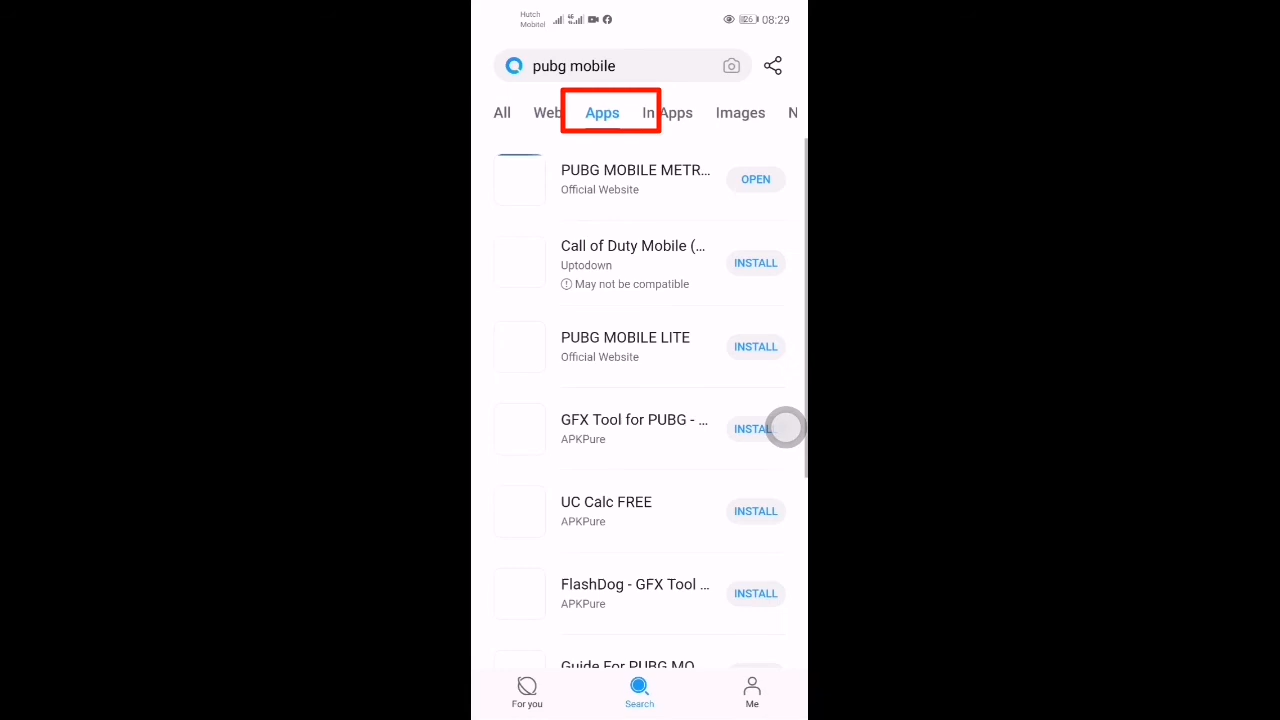 Hutch
Mobitel
26 08:29
pubg mobile
All Web Apps In Apps Images N
PUBG MOBILE METR...
Official Website
OPEN
Call of Duty Mobile (...
Uptodown
May not be compatible
INSTALL
PUBG MOBILE LITE
Official Website
INSTALL
GFX Tool for PUBG - ...
APKPure
INSTALL
UC Calc FREE
APKPure
INSTALL
FlashDog - GFX Tool ...
APKPure
INSTALL
Guide For PUBG MO
For you Search Me